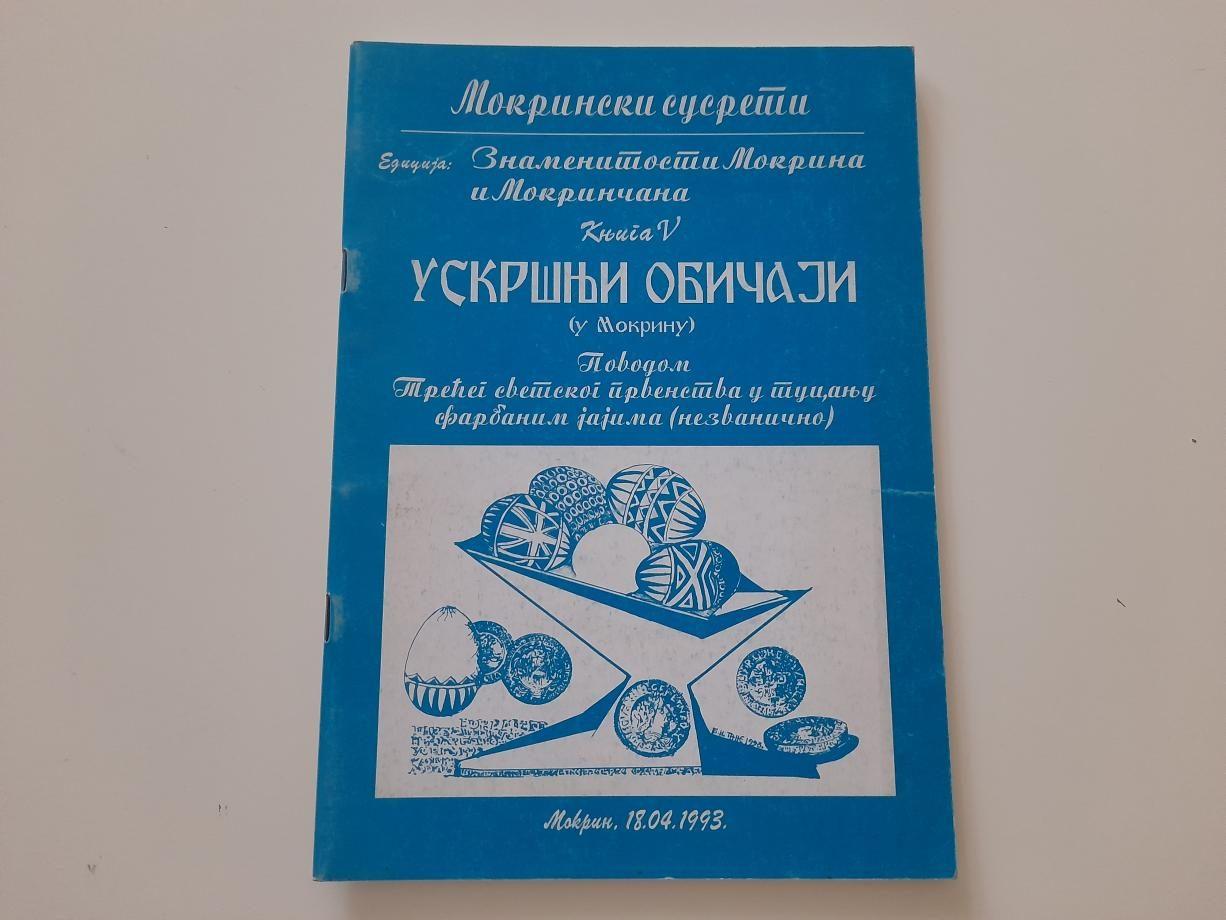 Мокрински сусрети
Едиција: Знаменитости Мокрина
и Мокринчана
Књига V
УСКРШЊИ ОБИЧАЈИ
(у Мокрину)
Поводом
Трећег светског првенства у туцању
фарбаним јајима (незванично)
Мокрин, 18.04.1993.